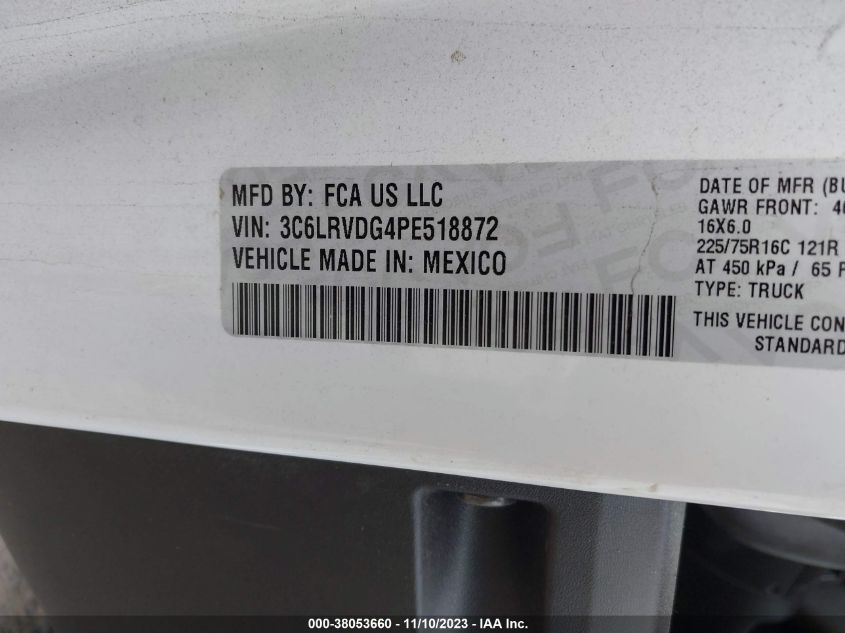 MFD BY: FCA US LLC
VIN: 3C6LRVDG4PE518872
VEHICLE MADE IN: MEXICO
DATE OF MFR (BU
GAWR FRONT: 40
16X6.0
225/75R16C 121R
AT 450 kPa / 65 P
TYPE: TRUCK
THIS VEHICLE CON
STANDARD
000-38053660 - 11/10/2023 - IAA Inc.